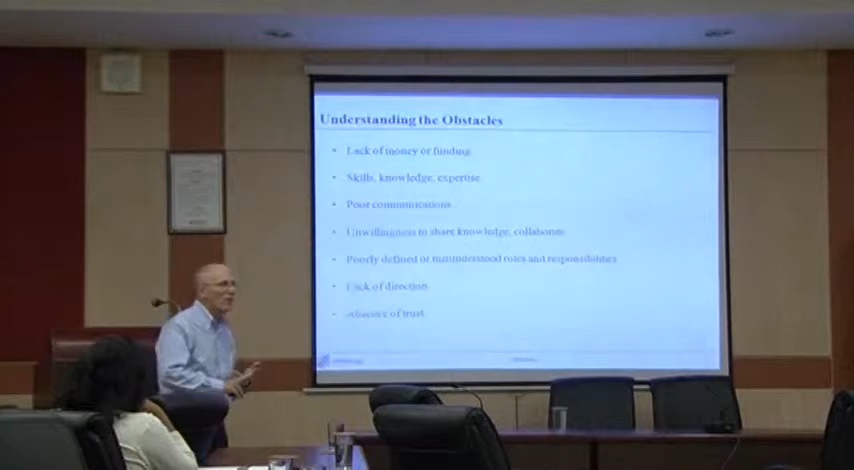 Understanding the Obstacles
• Lack of money or funding
• Skills, knowledge, expertise
• Poor communications
• Unwillingness to share knowledge, collaborate
• Poorly defined or misunderstood roles and responsibilities
• Lack of direction
• Absence of trust